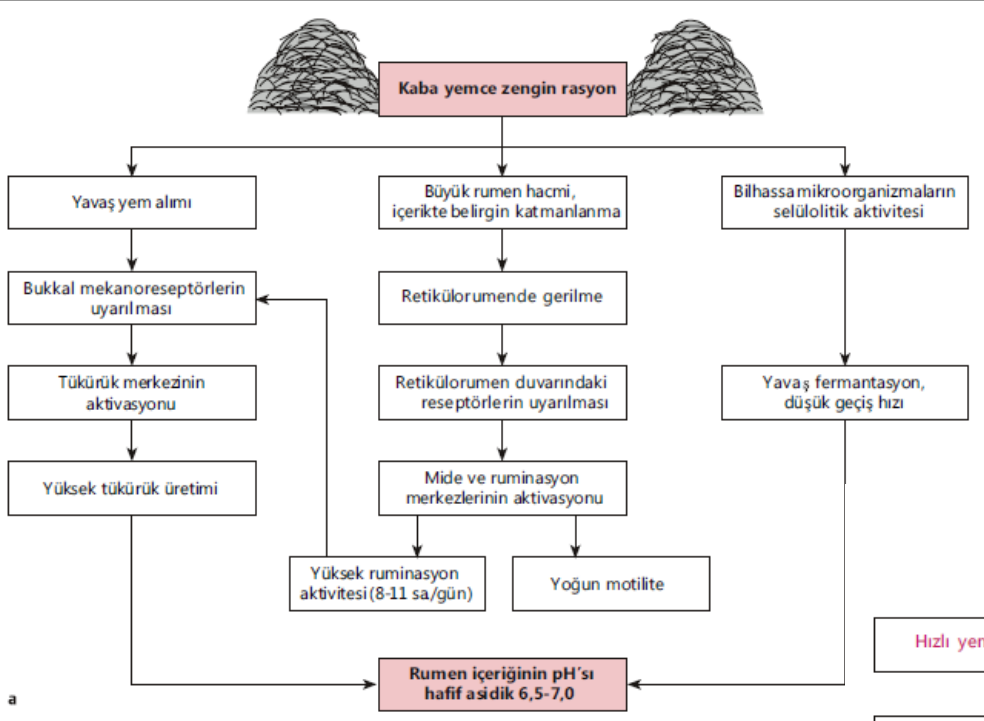 Kaba yemce zengin rasyon
Yavaş yem alımı
Büyük rumen hacmi,
içerikte belirgin katmanlanma
Bilhassa mikroorganizmaların
selülolitik aktivitesi
Bukkal mekanoreseptörlerin
uyarılması
Retikülorumende gerilme
Tükürük merkezinin
aktivasyonu
Retikülorumen duvarındaki
reseptörlerin uyarılması
Yavaş fermantasyon,
düşük geçiş hızı
Yüksek tükürük üretimi
Mide ve ruminasyon
merkezlerinin aktivasyonu
Yüksek ruminasyon
aktivitesi (8-11 sa./gün)
Yoğun motilite
Hızlı
Rumen içeriğinin pH'sı
hafif asidik 6,5-7,0
a